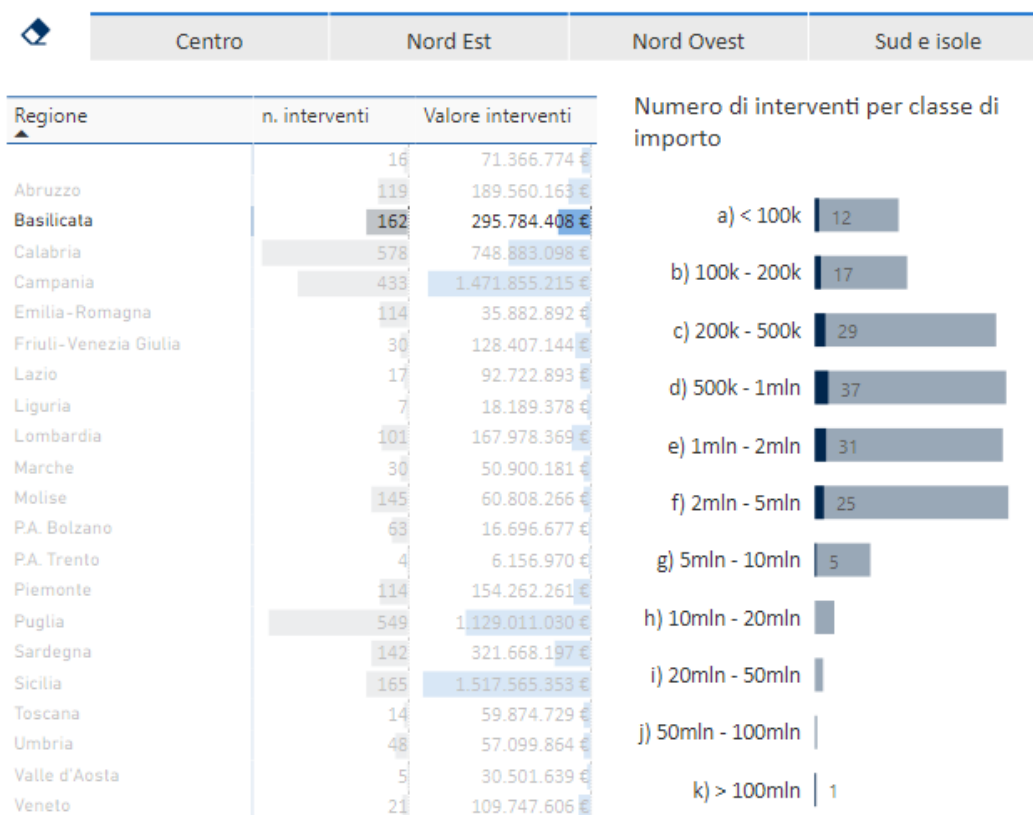 Centro Nord Est Nord Ovest Sud e isole
Regione n. interventi Valore interventi
16 71.366.774 €
Abruzzo 119 189.560.163 €
Basilicata 162 295.784.408 €
Calabria 578 748.883.098 €
Campania 433 1.471.855.215 €
Emilia-Romagna 114 35.882.892 €
Friuli-Venezia Giulia 30 128.407.144 €
Lazio 17 92.722.893 €
Liguria 7 18.189.378 €
Lombardia 101 167.978.369 €
Marche 30 50.900.181 €
Molise 145 60.808.266 €
P.A. Bolzano 63 16.696.677 €
P.A. Trento 4 6.156.970 €
Piemonte 114 154.262.261 €
Puglia 549 1.129.011.030 €
Sardegna 142 321.668.197 €
Sicilia 165 1.517.565.353 €
Toscana 14 59.874.729 €
Umbria 48 57.099.864 €
Valle d'Aosta 5 30.501.639 €
Veneto 21 109.747.606 €
Numero di interventi per classe di
importo
a) < 100k 12
b) 100k - 200k 17
c) 200k - 500k 29
d) 500k - 1mln 37
e) 1mln - 2mln 31
f) 2mln - 5mln 25
g) 5mln - 10mln 5
h) 10mln - 20mln
i) 20mln - 50mln
j) 50mln - 100mln
k) > 100mln 1